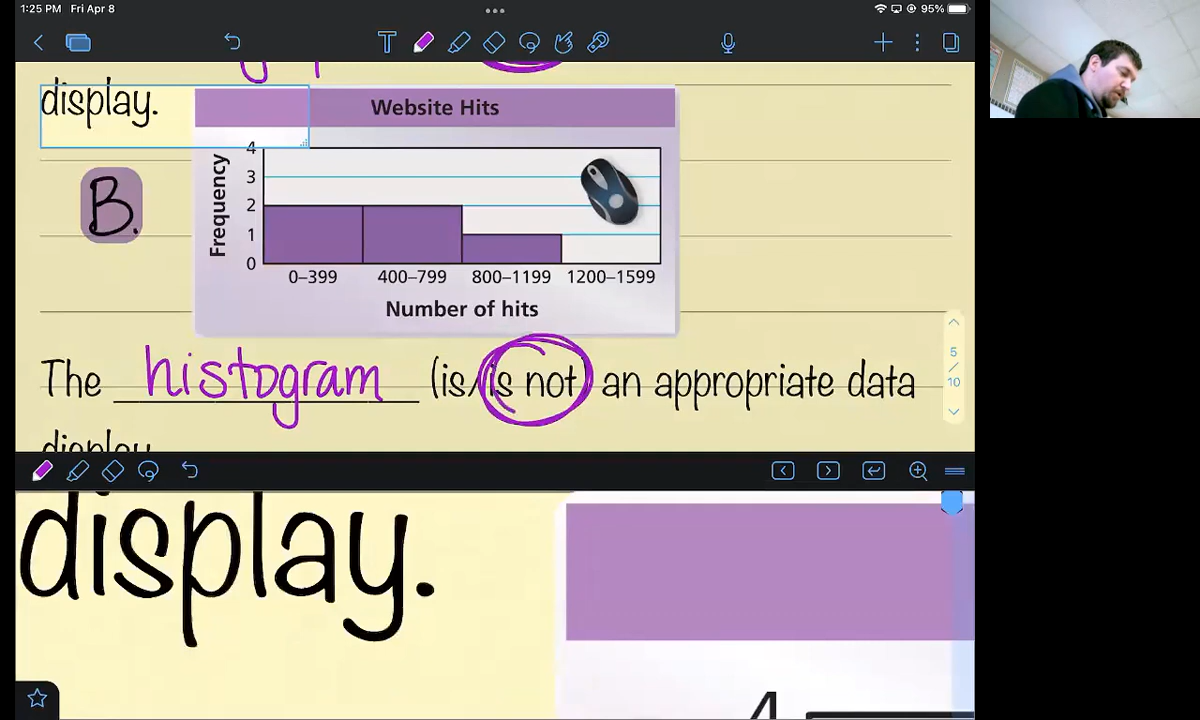 1:25 PM Fri Apr 8
95%
T
display.
Website Hits
Frequency
4
3
2
1
0
0–399 400–799 800–1199 1200–1599
Number of hits
B.
5
/
10
The histogram (is/is not) an appropriate data
display.
display.
4